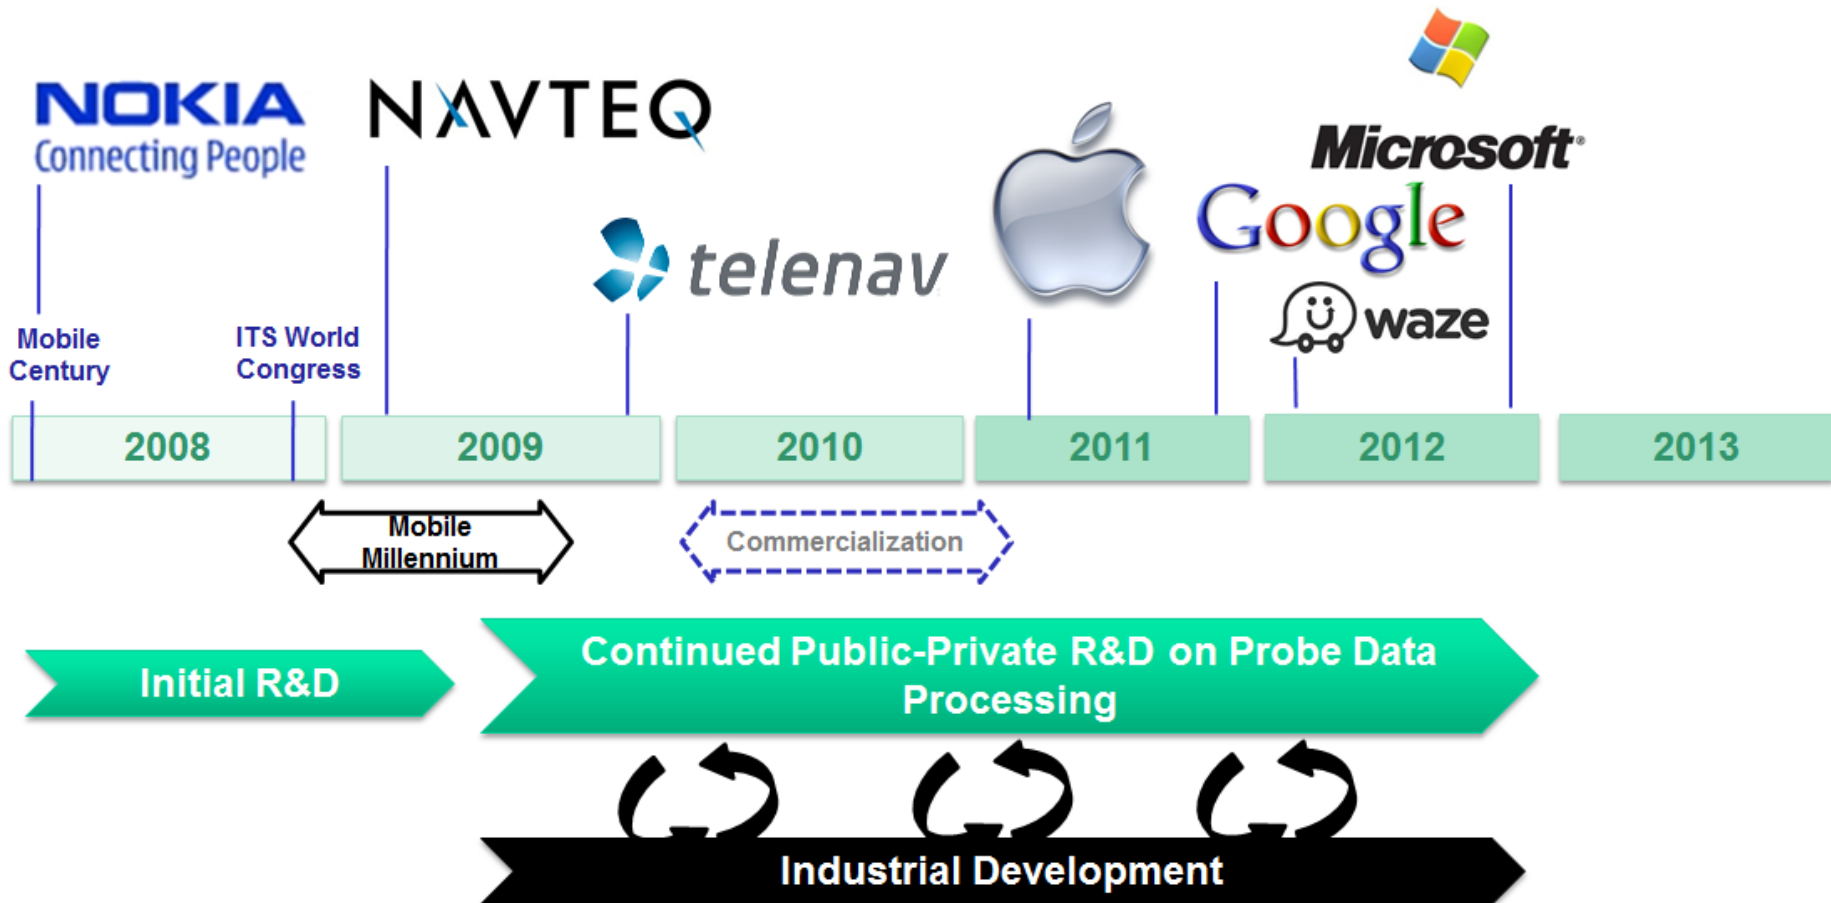 NOKIA
Connecting People
NAVTEQ
telenav
Microsoft®
Google
waze
Mobile
Century
ITS World
Congress
2008
2009
2010
2011
2012
2013
Mobile
Millennium
Commercialization
Initial R&D
Continued Public-Private R&D on Probe Data
Processing
Industrial Development